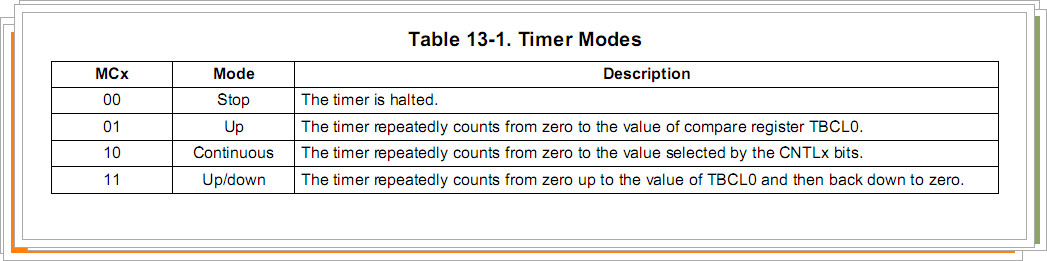 Table 13-1. Timer Modes
MCx Mode Description
00 Stop The timer is halted.
01 Up The timer repeatedly counts from zero to the value of compare register TBCL0.
10 Continuous The timer repeatedly counts from zero to the value selected by the CNTLx bits.
11 Up/down The timer repeatedly counts from zero up to the value of TBCL0 and then back down to zero.